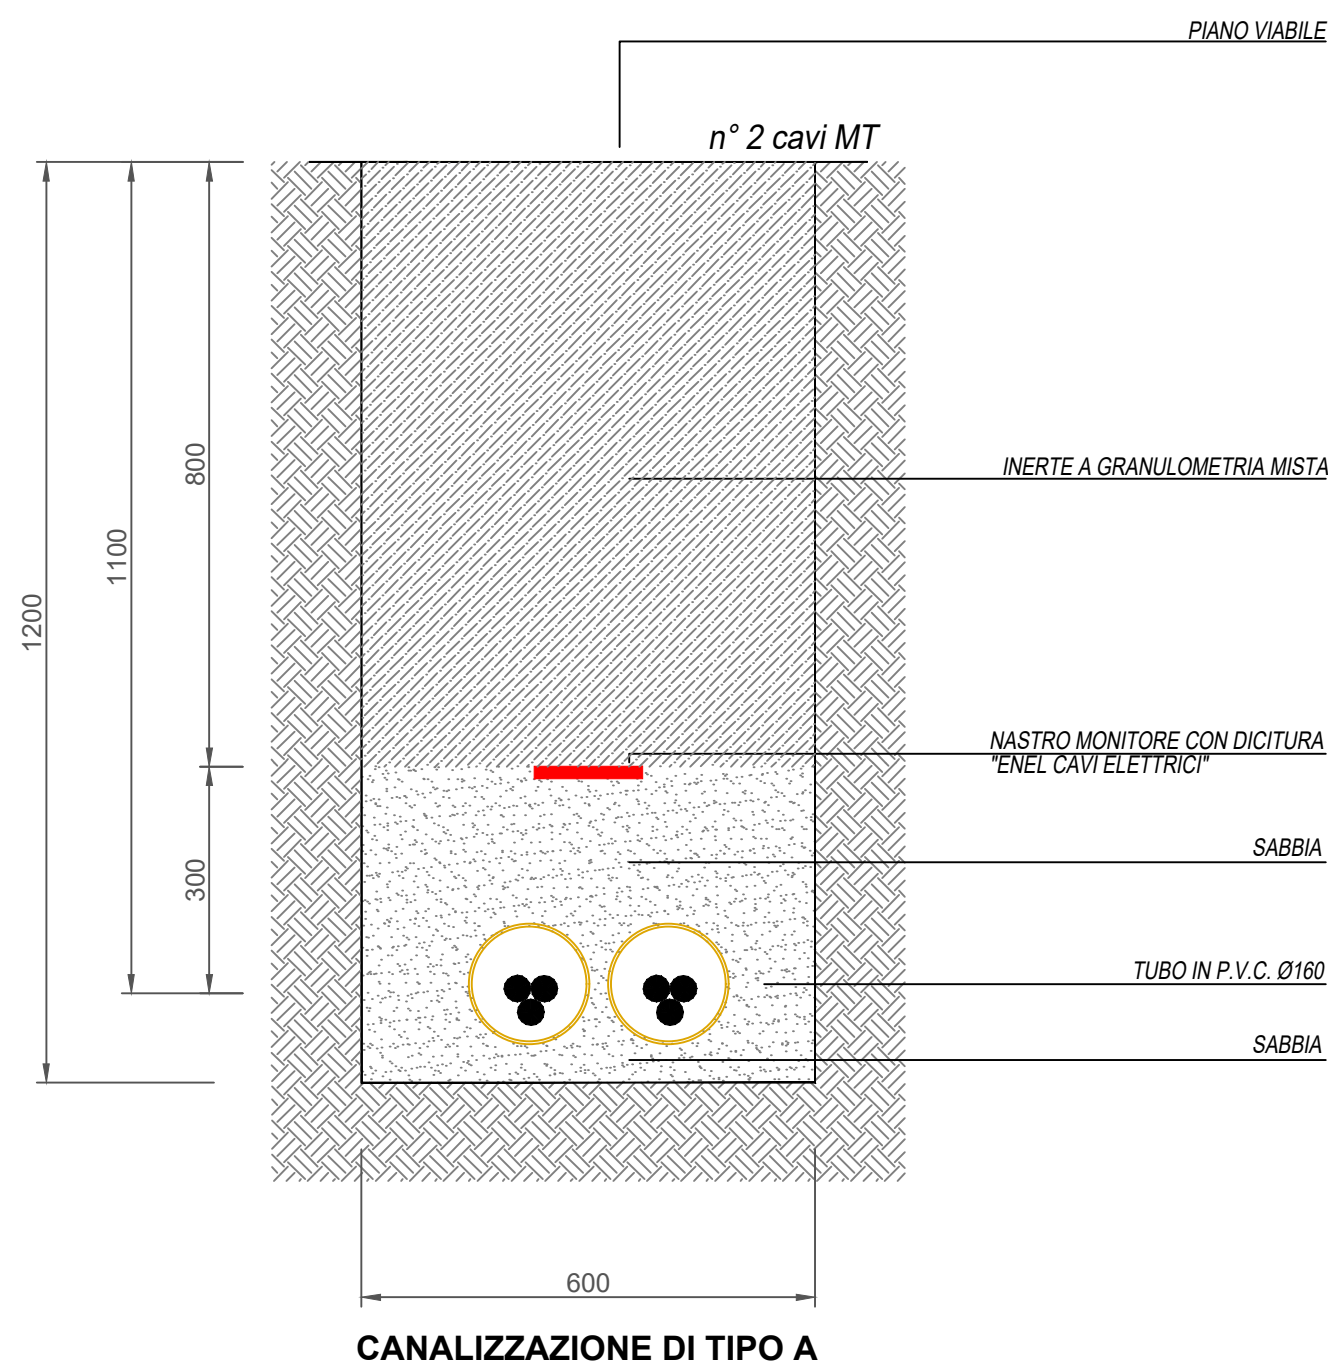 PIANO VIABILE
n° 2 cavi MT
800
INERTE A GRANULOMETRIA MISTA
1100
1200
NASTRO MONITORE CON DICITURA
"ENEL CAVI ELETTRICI"
SABBIA
300
TUBO IN P.V.C. Ø160
SABBIA
600
CANALIZZAZIONE DI TIPO A